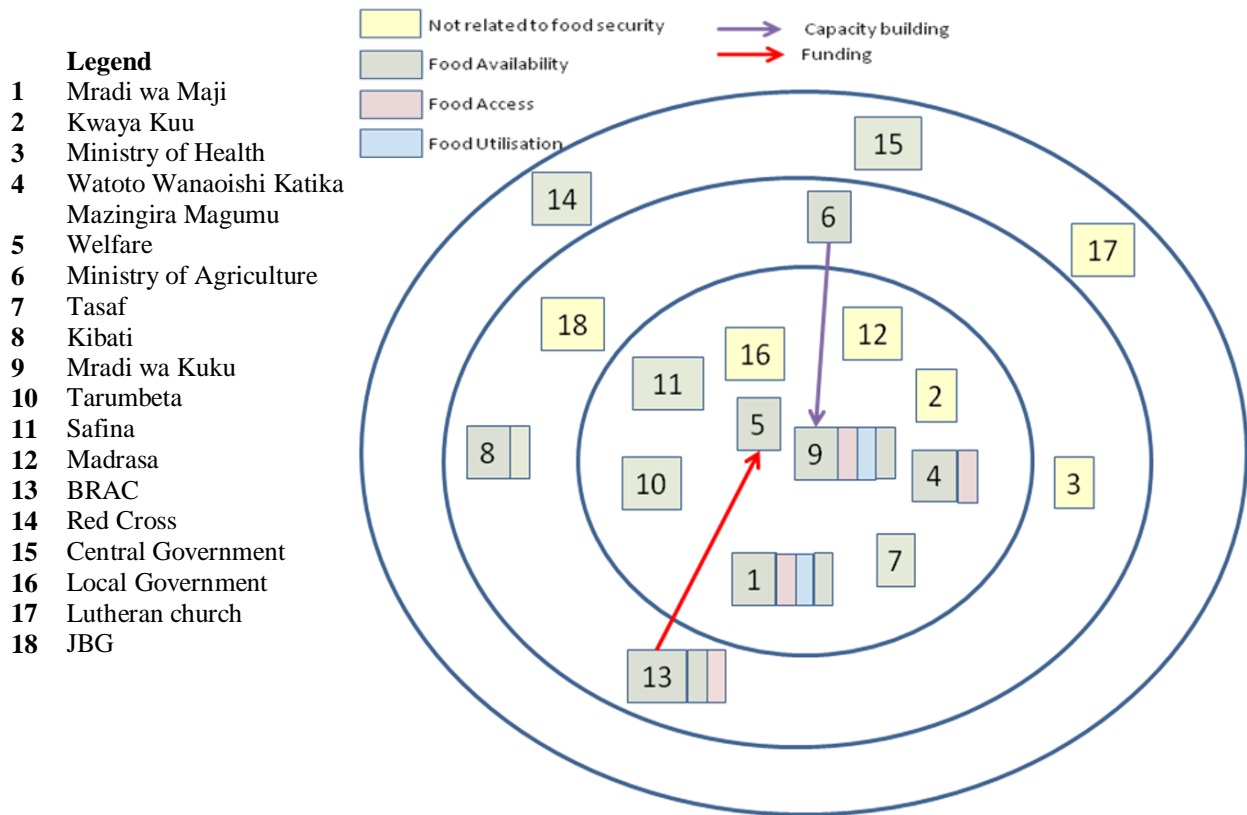 Not related to food security
Capacity building
Food Availability
Funding
Food Access
Food Utilisation
Legend
1 Mradi wa Maji
2 Kwaya Kuu
3 Ministry of Health
4 Watoto Wanaoishi Katika
Mazingira Magumu
5 Welfare
6 Ministry of Agriculture
7 Tasaf
8 Kibati
9 Mradi wa Kuku
10 Tarumbeta
11 Safina
12 Madrasa
13 BRAC
14 Red Cross
15 Central Government
16 Local Government
17 Lutheran church
18 JBG
15
14
6
17
18
12
16
11
2
5
8
9
4
10
3
7
1
13